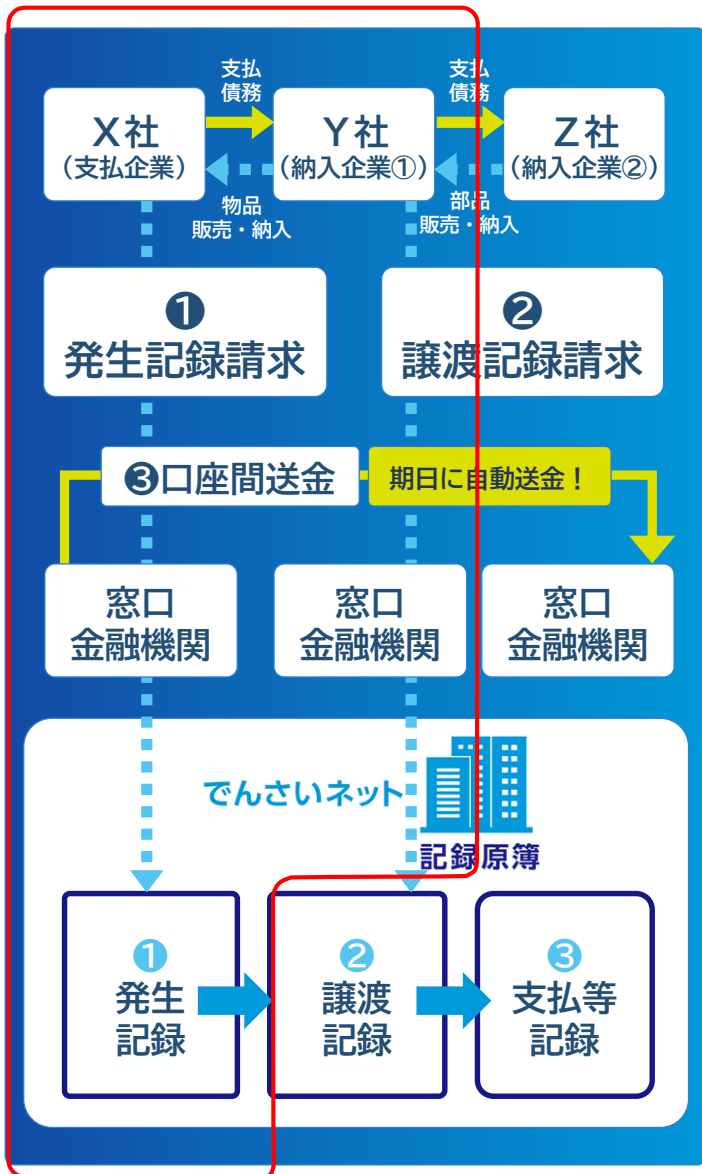 支払
債務
支払
債務
X社
(支払企業)
Y社
(納入企業①)
Z社
(納入企業②)
物品
販売・納入
部品
販売・納入
❶
発生記録請求
❷
譲渡記録請求
❸口座間送金
期日に自動送金！
窓口
金融機関
窓口
金融機関
窓口
金融機関
でんさいネット
記録原簿
❶
発生
記録
❷
譲渡
記録
❸
支払等
記録